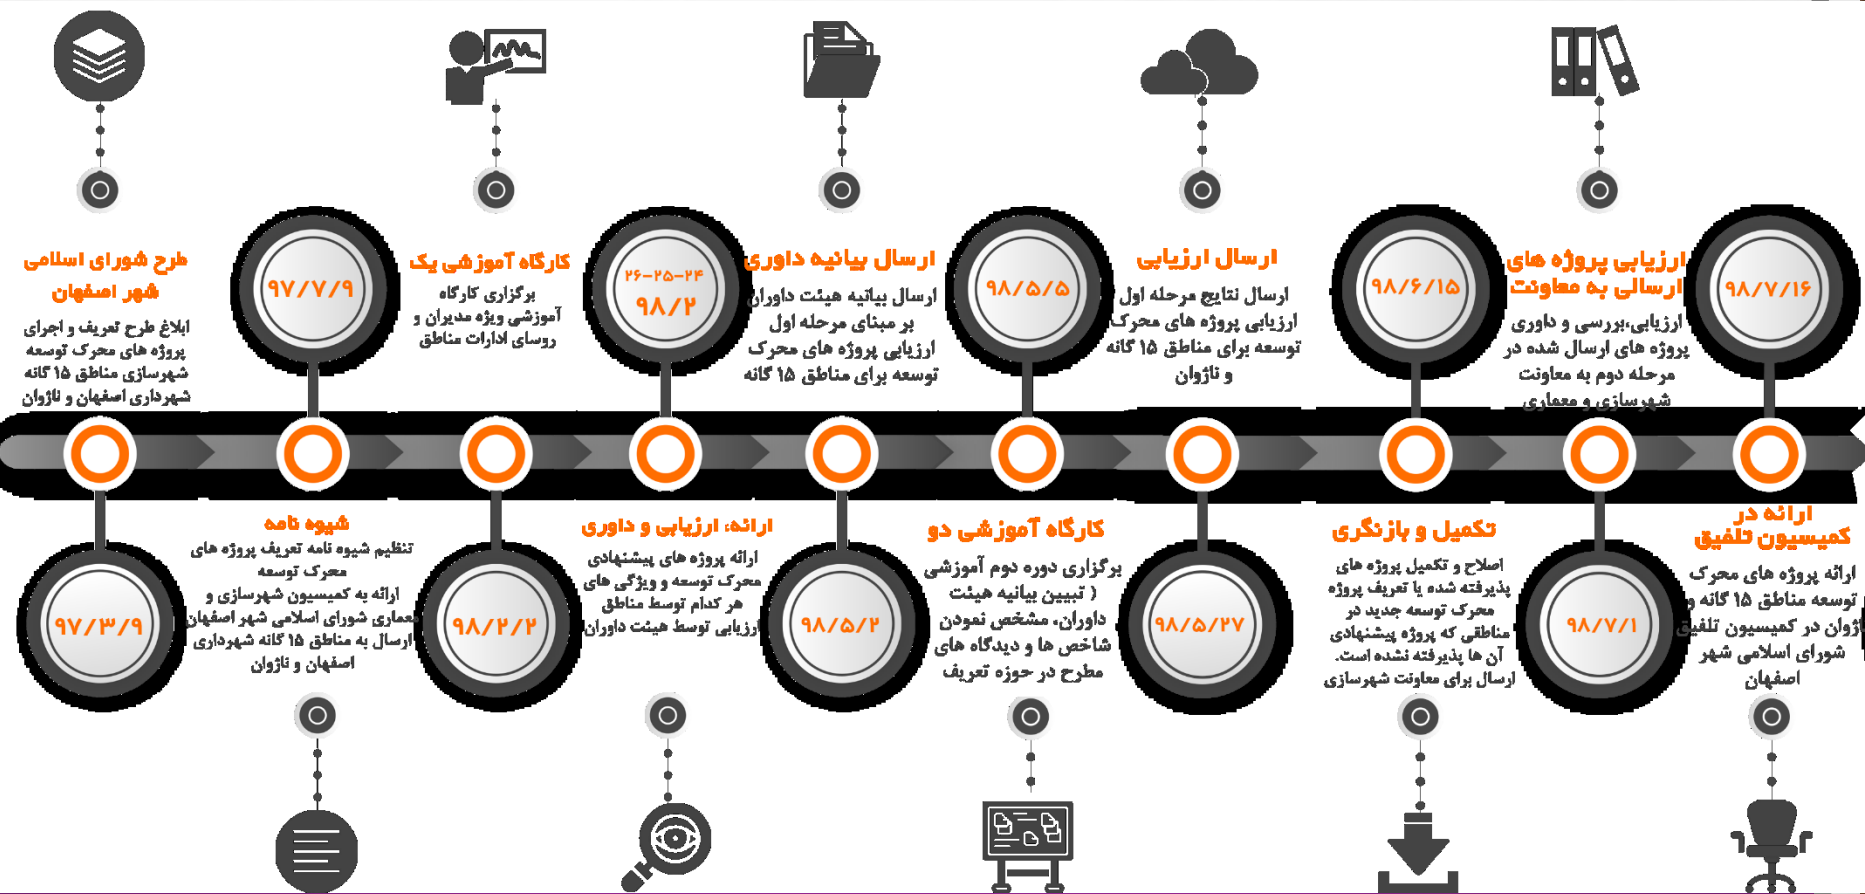 طرح شورای اسلامی
شهر اصفهان
ابلاغ طرح تعریف و اجرای
پروژه های محرک توسعه
شهرسازی مناطق ۱۵ گانه
شهرداری اصفهان و ناژوان
۹۷/۳/۹
۹۷/۷/۹
شیوه نامه
تنظیم شیوه نامه تعریف پروژه های
محرک توسعه
ارائه به کمیسیون شهرسازی و
معماری شورای اسلامی شهر اصفهان
ارسال به مناطق ۱۵ گانه شهرداری
اصفهان و ناژوان
کارگاه آموزشی یک
برگزاری کارگاه
آموزشی ویژه مدیران و
روسای ادارات مناطق
۹۸/۲/۲
۲۶-۲۵-۲۴
۹۸/۲
ارائه، ارزیابی و داوری
ارائه پروژه های پیشنهادی
محرک توسعه و ویژگی های
هر کدام توسط مناطق
ارزیابی توسط هیئت داوران
ارسال بیانیه داوری
ارسال بیانیه هیئت داوران
بر مبنای مرحله اول
ارزیابی پروژه های محرک
توسعه برای مناطق ۱۵ گانه
۹۸/۵/۲
۹۸/۵/۵
کارگاه آموزشی دو
برگزاری دوره دوم آموزشی
( تبیین بیانیه هیئت
داوران، مشخص نمودن
شاخص ها و دیدگاه های
مطرح در حوزه تعریف
ارسال ارزیابی
ارسال نتایج مرحله اول
ارزیابی پروژه های محرک
توسعه برای مناطق ۱۵ گانه
و ناژوان
۹۸/۵/۲۷
۹۸/۶/۱۵
تکمیل و بازنگری
اصلاح و تکمیل پروژه های
پذیرفته شده یا تعریف پروژه
محرک توسعه جدید در
مناطقی که پروژه پیشنهادی
آن ها پذیرفته نشده است.
ارسال برای معاونت شهرسازی
ارزیابی پروژه های
ارسالی به معاونت
ارزیابی،بررسی و داوری
پروژه های ارسال شده در
مرحله دوم به معاونت
شهرسازی و معماری
۹۸/۷/۱
۹۸/۷/۱۶
ارائه در
کمیسیون تلفیق
ارائه پروژه های محرک
توسعه مناطق ۱۵ گانه و
ناژوان در کمیسیون تلفیق
شورای اسلامی شهر
اصفهان